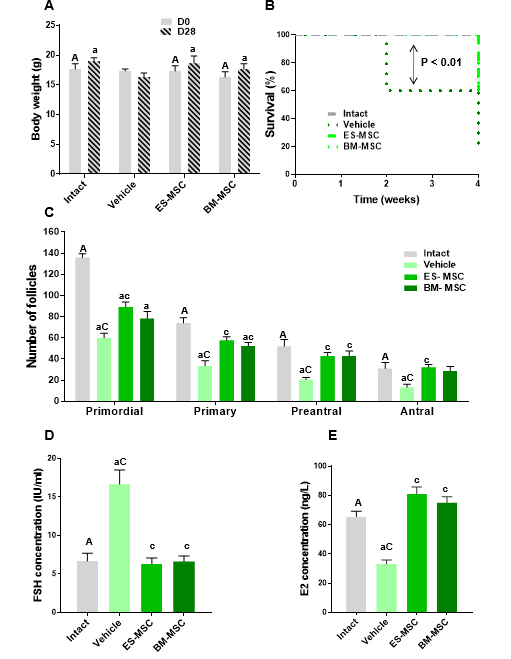 A
Body weight (g)
25
20
15
10
5
0
D0
D28
A a
A a
A a
Intact
Vehicle
ES-MSC
BM-MSC
B
Survival (%)
100
80
60
40
20
0
P < 0.01
Intact
Vehicle
ES-MSC
BM-MSC
0 1 2 3 4
Time (weeks)
C
Number of follicles
160
140
120
100
80
60
40
20
0
Intact
Vehicle
ES- MSC
BM- MSC
A aC ac a
A aC c ac
A aC c c
A aC c
Primordial Primary Preantral Antral
D
FSH concentration (IU/ml)
20
15
10
5
0
A aC c c
Intact
Vehicle
ES-MSC
BM-MSC
E
E2 concentration (ng/L)
100
80
60
40
20
0
A aC c c
Intact
Vehicle
ES-MSC
BM-MSC